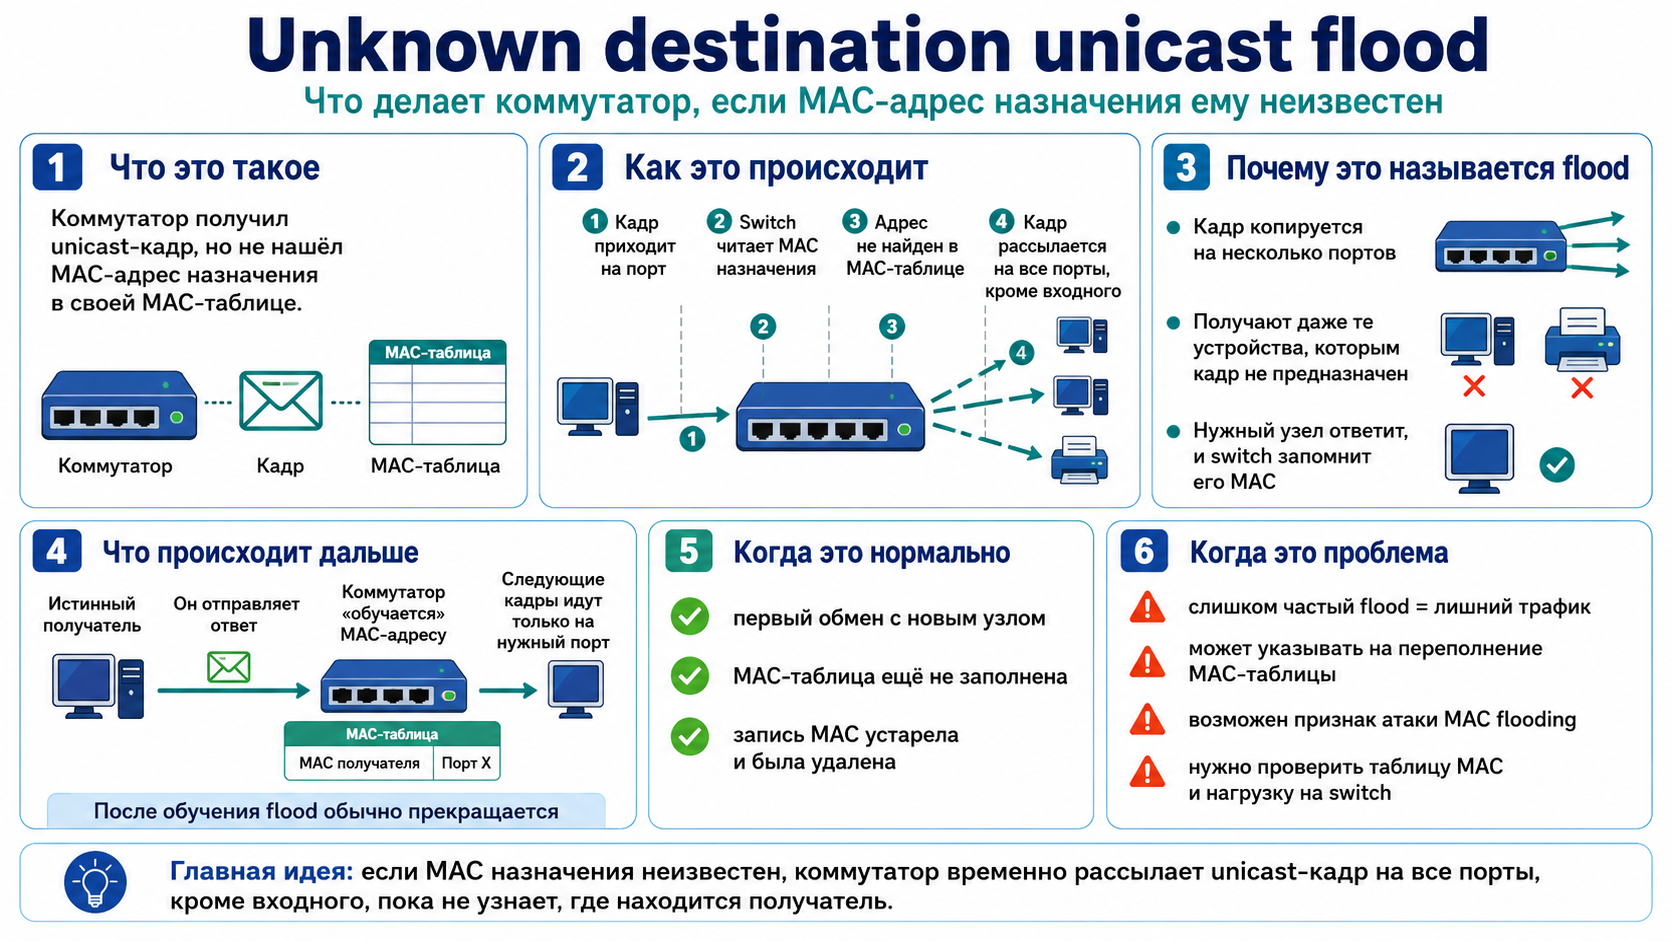 Unknown destination unicast flood
Что делает коммутатор, если MAC-адрес назначения ему неизвестен
1 Что это такое
Коммутатор получил
unicast-кадр, но не нашёл
MAC-адрес назначения
в своей MAC-таблице.
MAC-таблица
Коммутатор
Кадр
MAC-таблица
2 Как это происходит
1 Кадр
приходит
на порт
2 Switch
читает MAC
назначения
3 Адрес
не найден в
MAC-таблице
4 Кадр
рассылается
на все порты,
кроме входного
1
2
3
4
3 Почему это называется flood
Кадр копируется
на несколько портов
Получают даже те
устройства, которым
кадр не предназначен
Нужный узел ответит,
и switch запомнит
его MAC
4 Что происходит дальше
Истинный
получатель
Он отправляет
ответ
Коммутатор
«обучается»
MAC-адресу
Следующие
кадры идут
только на
нужный порт
MAC-таблица
MAC получателя Порт X
После обучения flood обычно прекращается
5 Когда это нормально
первый обмен с новым узлом
MAC-таблица ещё не заполнена
запись MAC устарела
и была удалена
6 Когда это проблема
слишком частый flood = лишний трафик
может указывать на переполнение
MAC-таблицы
возможен признак атаки MAC flooding
нужно проверить таблицу MAC
и нагрузку на switch
Главная идея: если MAC назначения неизвестен, коммутатор временно рассылает unicast-кадр на все порты,
кроме входного, пока не узнает, где находится получатель.